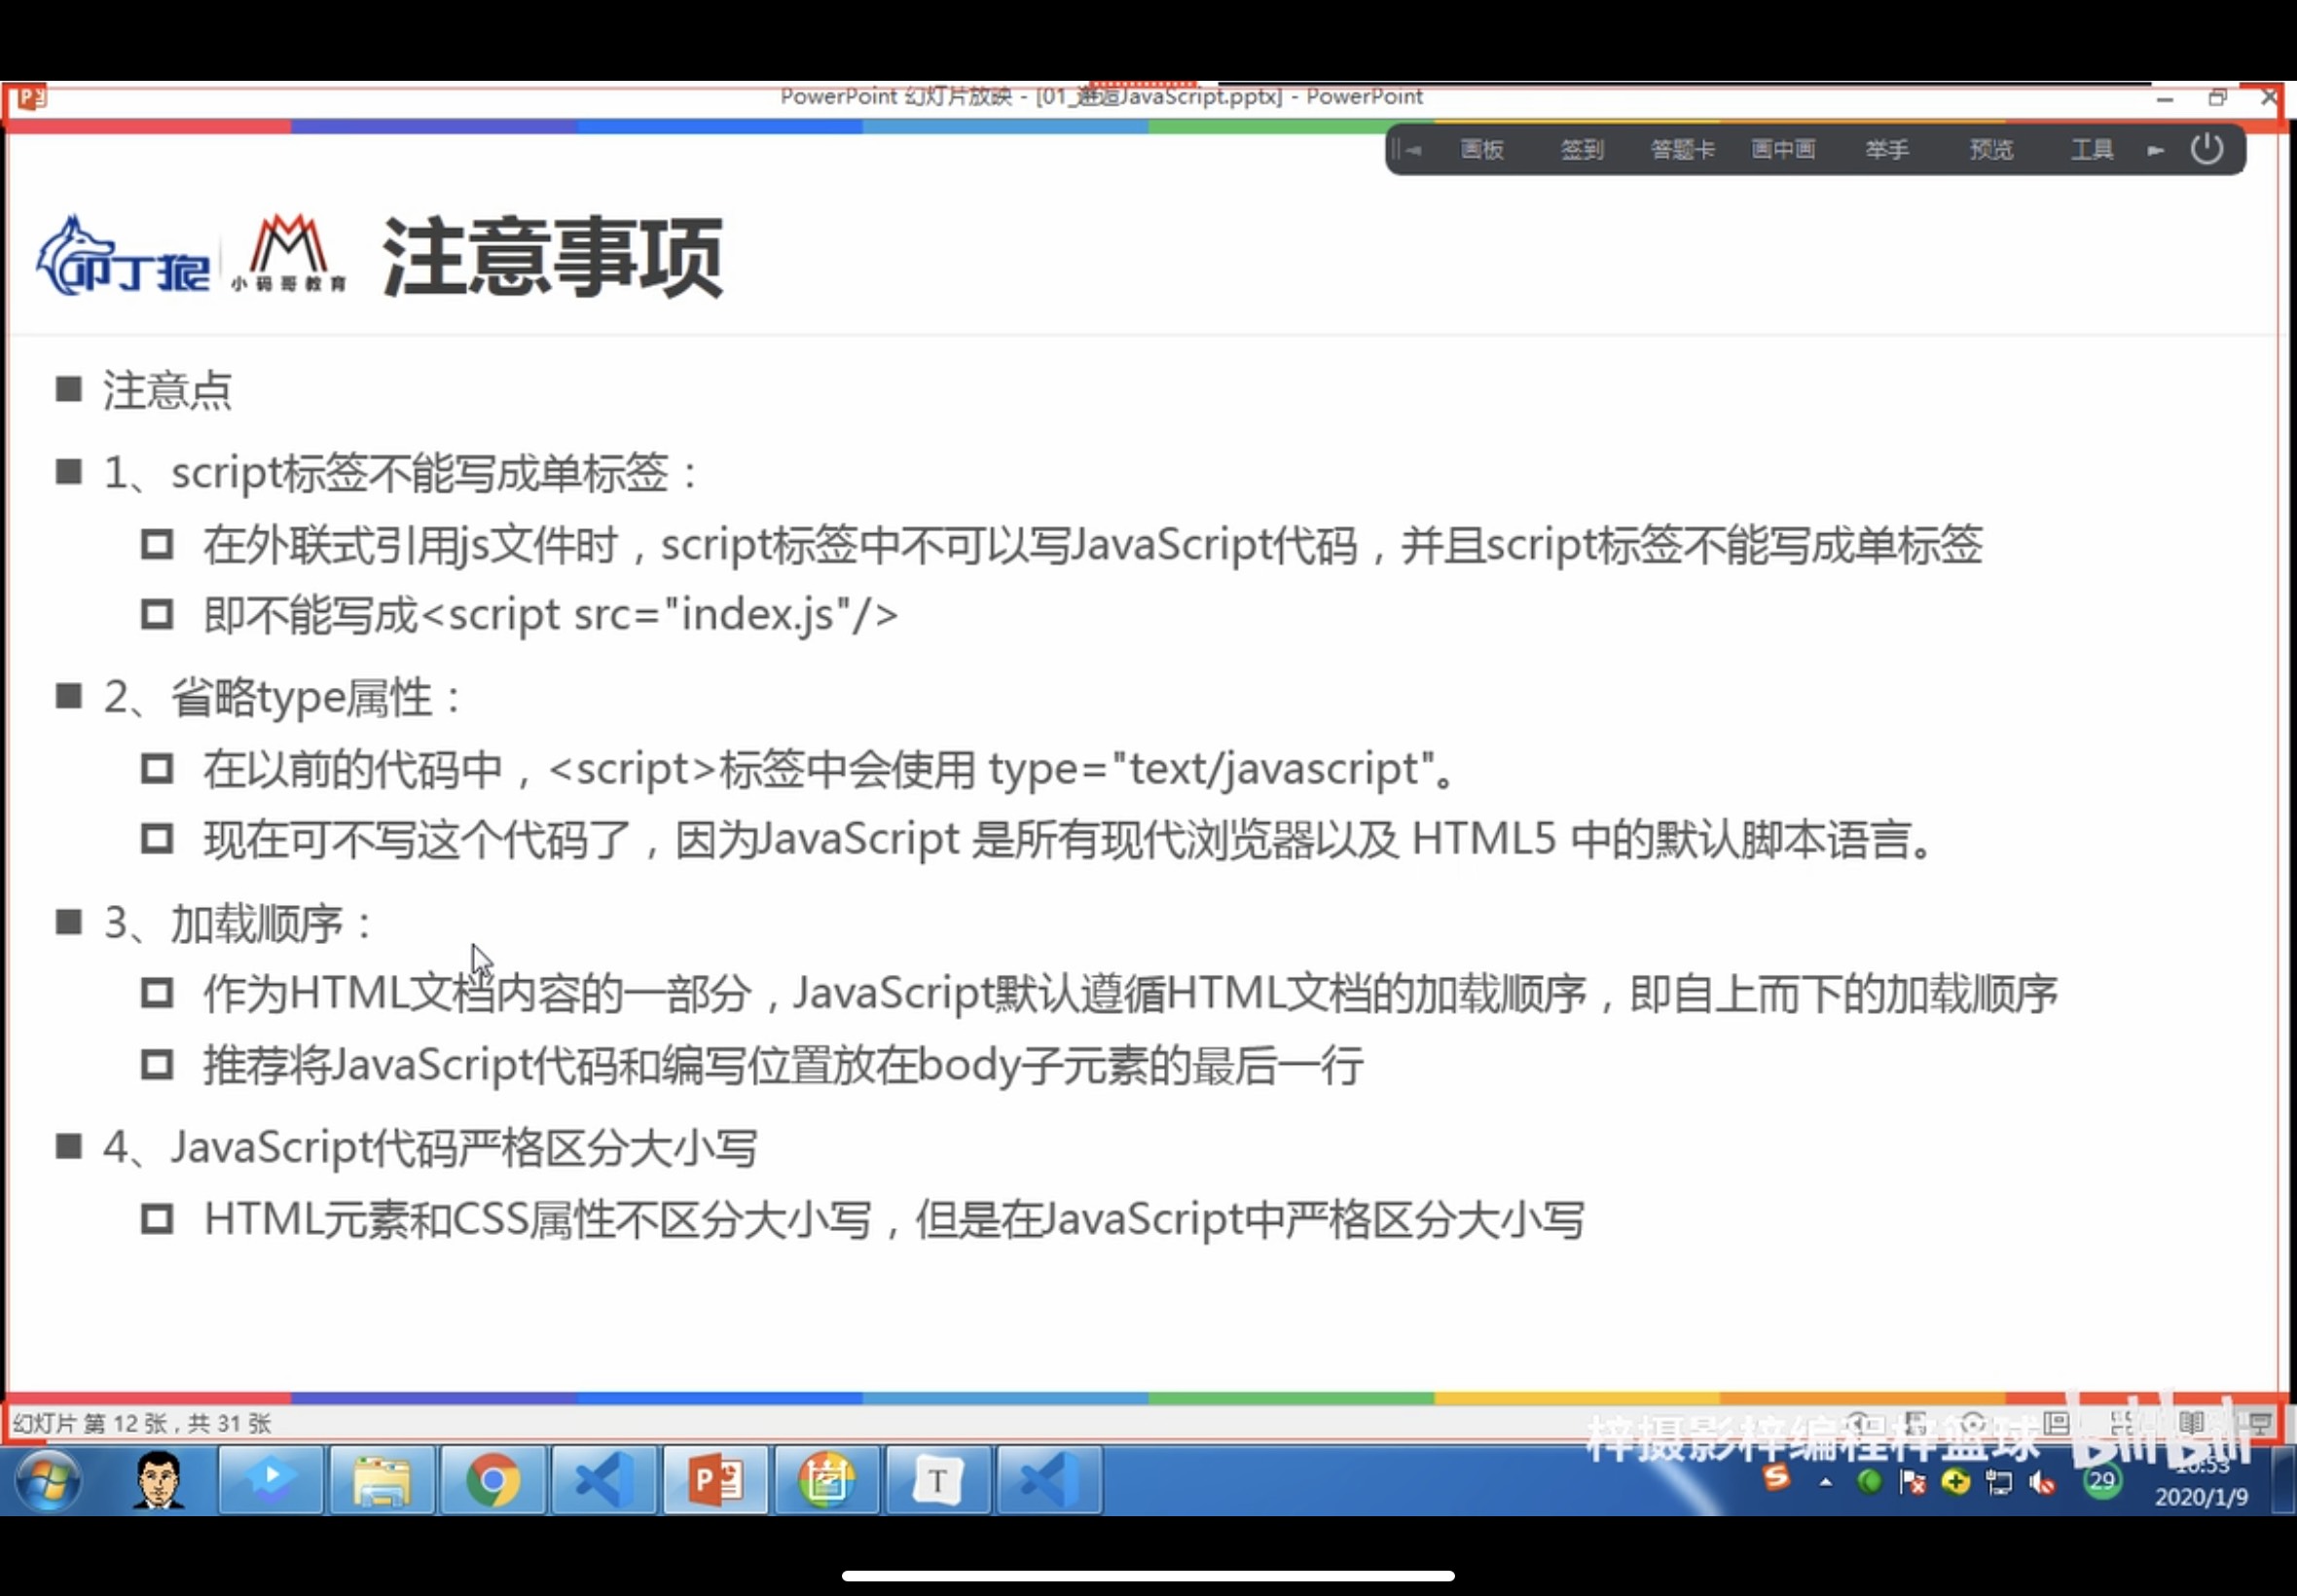 PowerPoint 幻灯片放映 - [01_邂逅JavaScript.pptx] - PowerPoint
画板 签到 答题卡 画中画 举手 预览 工具
叩丁狼 小码哥教育 注意事项
注意点
1、script标签不能写成单标签：
在外联式引用js文件时，script标签中不可以写JavaScript代码，并且script标签不能写成单标签
即不能写成<script src="index.js"/>
2、省略type属性：
在以前的代码中，<script>标签中会使用 type="text/javascript"。
现在可不写这个代码了，因为JavaScript 是所有现代浏览器以及 HTML5 中的默认脚本语言。
3、加载顺序：
作为HTML文档内容的一部分，JavaScript默认遵循HTML文档的加载顺序，即自上而下的加载顺序
推荐将JavaScript代码和编写位置放在body子元素的最后一行
4、JavaScript代码严格区分大小写
HTML元素和CSS属性不区分大小写，但是在JavaScript中严格区分大小写
幻灯片 第 12 张，共 31 张
梓摄影梓编程梓篮球 bilibili
29
2020/1/9